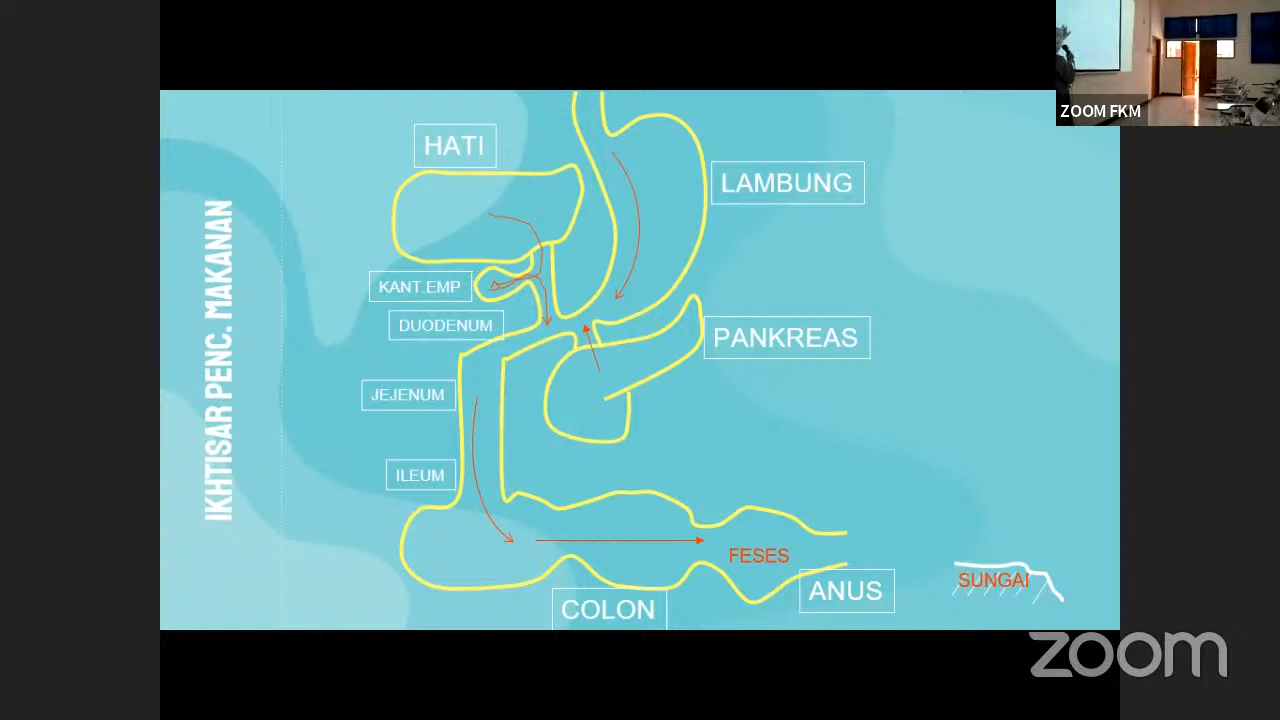 ZOOM FKM
IKHTISAR PENC. MAKANAN
HATI
LAMBUNG
KANT.EMP
DUODENUM
PANKREAS
JEJENUM
ILEUM
FESES
SUNGAI
ANUS
COLON
zoom